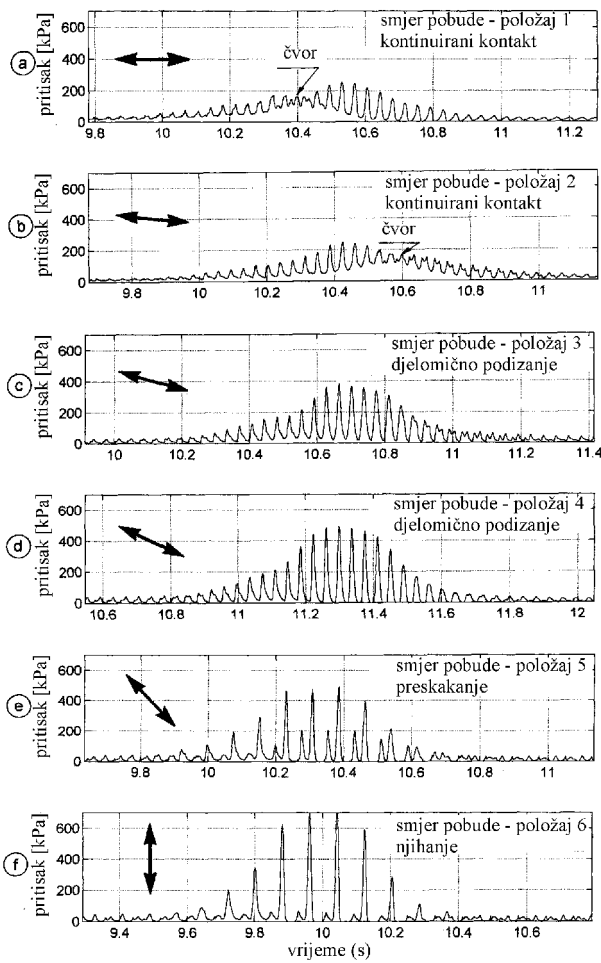 smjer pobude - položaj 1
kontinuirani kontakt
čvor
a
pritisak [kPa]
600
400
200
0
9.8 10 10.2 10.4 10.6 10.8 11 11.2
smjer pobude - položaj 2
kontinuirani kontakt
čvor
b
pritisak [kPa]
600
400
200
0
9.8 10 10.2 10.4 10.6 10.8 11
smjer pobude - položaj 3
djelomično podizanje
c
pritisak [kPa]
600
400
200
0
10 10.2 10.4 10.6 10.8 11 11.2 11.4
smjer pobude - položaj 4
djelomično podizanje
d
pritisak [kPa]
600
400
200
0
10.6 10.8 11 11.2 11.4 11.6 11.8 12
smjer pobude - položaj 5
preskakanje
e
pritisak [kPa]
600
400
200
0
9.8 10 10.2 10.4 10.6 10.8 11
smjer pobude - položaj 6
njihanje
f
pritisak [kPa]
600
400
200
0
9.4 9.6 9.8 10 10.2 10.4 10.6
vrijeme (s)